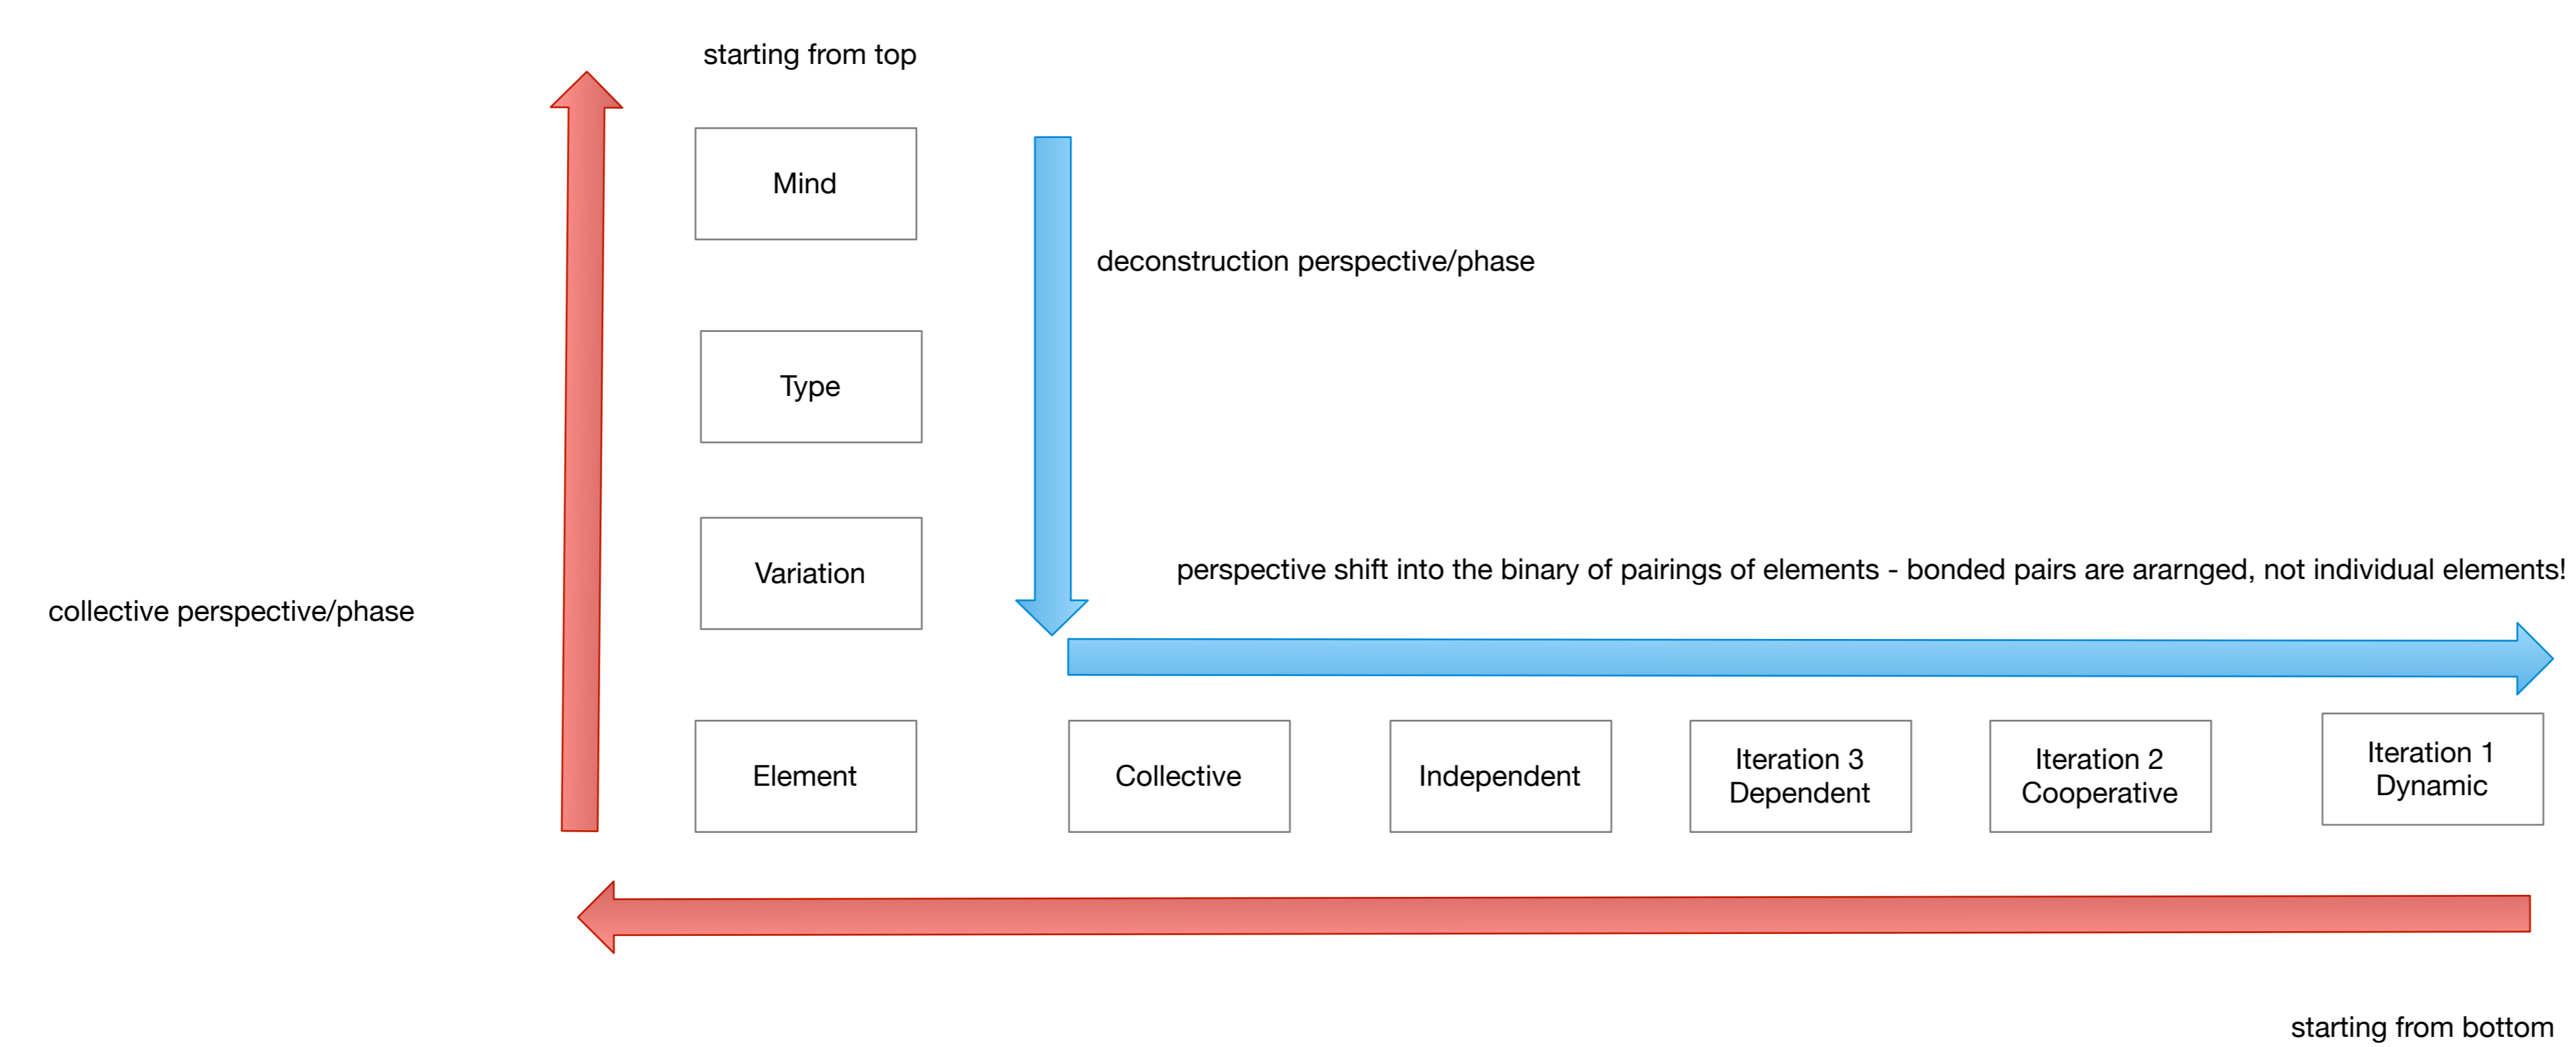 starting from top
Mind
deconstruction perspective/phase
Type
perspective shift into the binary of pairings of elements - bonded pairs are ararnged, not individual elements!
Variation
collective perspective/phase
Element
Collective
Independent
Iteration 3
Dependent
Iteration 2
Cooperative
Iteration 1
Dynamic
starting from bottom